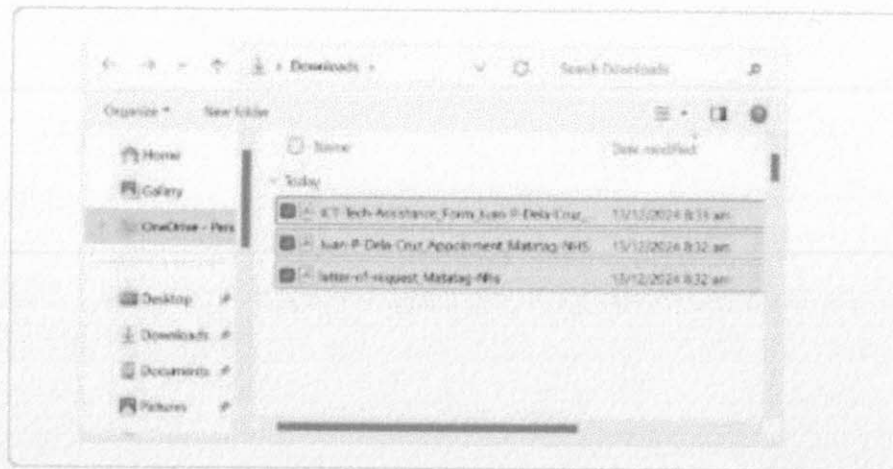 Downloads
Search Downloads
Organize
New folder
Home
Gallery
OneDrive - Pers
Desktop
Downloads
Documents
Pictures
Name
Date modified
Today
ICT-Tech-Assistance_Form_Juan-P-Dela-Cruz_...
13/12/2024 am
Juan-P-Dela-Cruz_Appointment_Matatag-NHS
13/12/2024 8:32 am
letter-of-request_Matatag-Nhs
13/12/2024 8:32 am